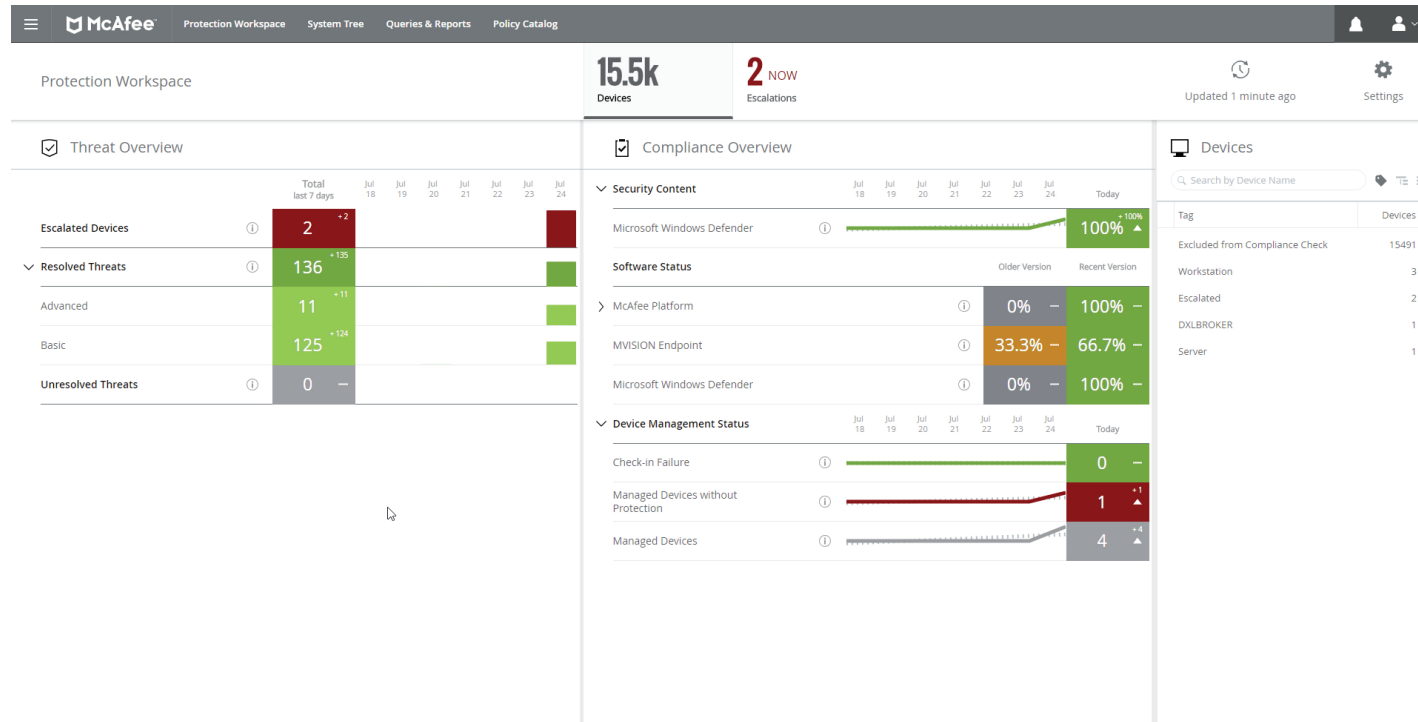 McAfee Protection Workspace System Tree Queries & Reports Policy Catalog
Protection Workspace
15.5k
Devices
2 NOW
Escalations
Updated 1 minute ago
Settings
Threat Overview
Total
last 7 days
Jul 18 Jul 19 Jul 20 Jul 21 Jul 22 Jul 23 Jul 24
Escalated Devices 2 +2
Resolved Threats 136 +135
Advanced 11 +11
Basic 125 +124
Unresolved Threats 0 –
Compliance Overview
Security Content Jul 18 Jul 19 Jul 20 Jul 21 Jul 22 Jul 23 Jul 24 Today
Microsoft Windows Defender 100% +100%
Software Status Older Version Recent Version
McAfee Platform 0% – 100% –
MVISION Endpoint 33.3% – 66.7% –
Microsoft Windows Defender 0% – 100% –
Device Management Status Jul 18 Jul 19 Jul 20 Jul 21 Jul 22 Jul 23 Jul 24 Today
Check-in Failure 0 –
Managed Devices without
Protection 1 +1
Managed Devices 4 +4
Devices
Search by Device Name
Tag Devices
Excluded from Compliance Check 15491
Workstation 3
Escalated 2
DXLBROKER 1
Server 1